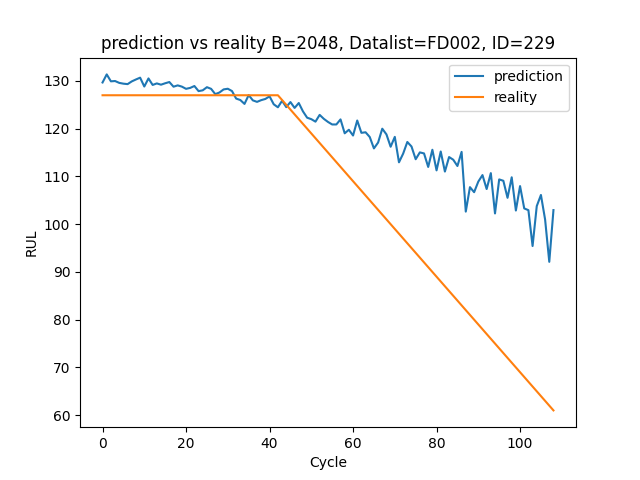 prediction vs reality B=2048, Datalist=FD002, ID=229
prediction
reality
RUL
130
120
110
100
90
80
70
60
0 20 40 60 80 100
Cycle